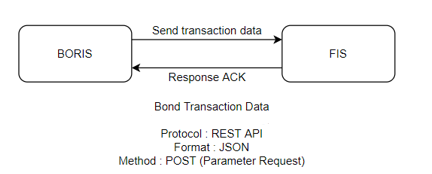 Send transaction data
BORIS
FIS
Response ACK
Bond Transaction Data
Protocol : REST API
Format : JSON
Method : POST (Parameter Request)